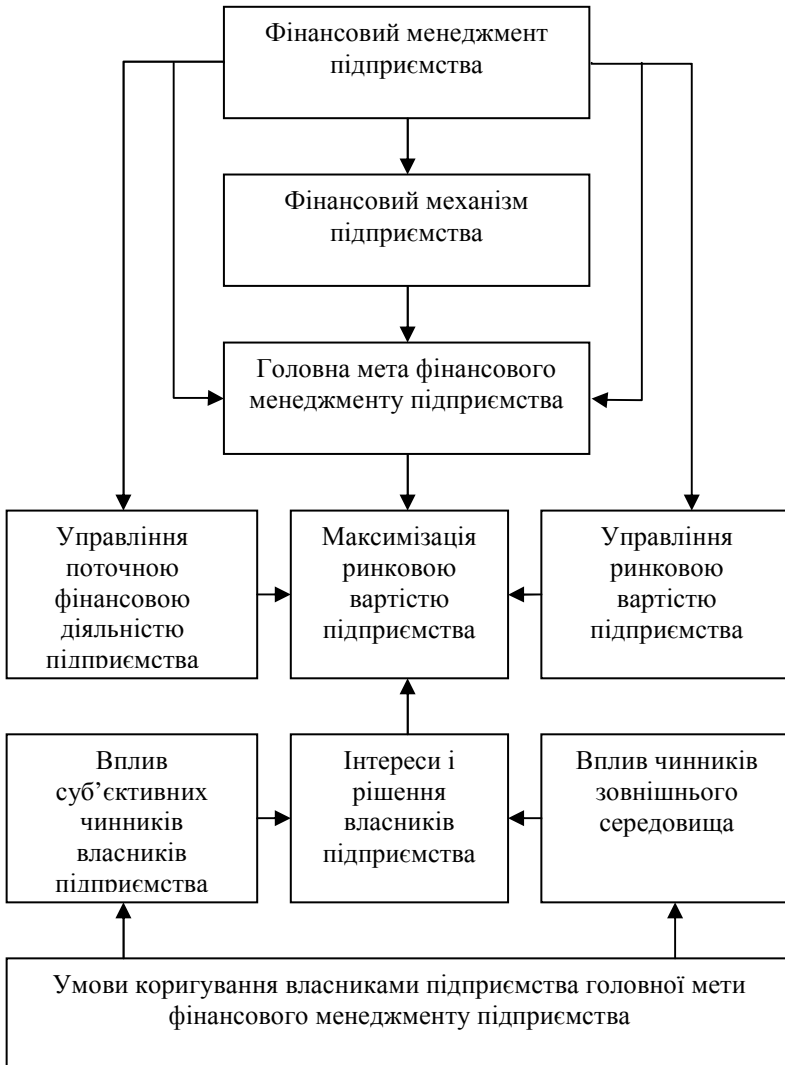 Фінансовий менеджмент
підприємства
Фінансовий механізм
підприємства
Головна мета фінансового
менеджменту підприємства
Управління
поточною
фінансовою
діяльністю
підприємства
Максимізація
ринковою
вартістю
підприємства
Управління
ринковою
вартістю
підприємства
Вплив
суб’єктивних
чинників
власників
підприємства
Інтереси і
рішення
власників
підприємства
Вплив чинників
зовнішнього
середовища
Умови коригування власниками підприємства головної мети
фінансового менеджменту підприємства